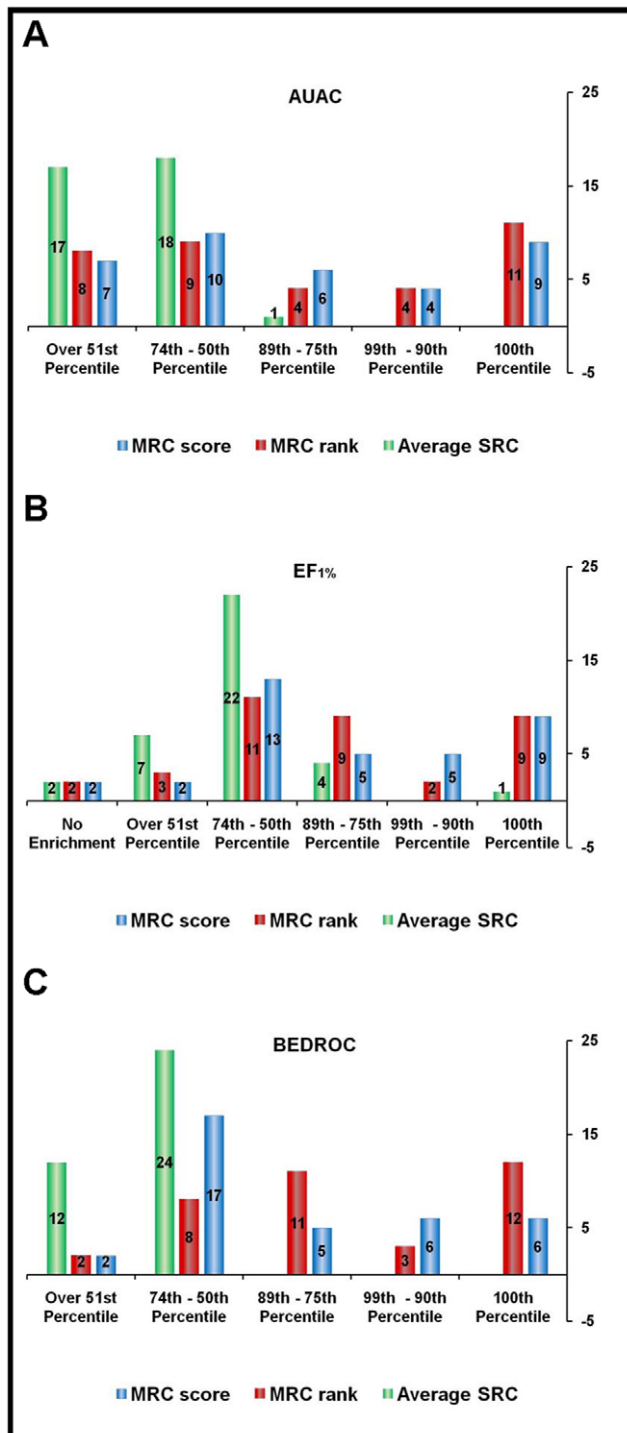 A
AUAC
25
15
5
-5
17
8
7
18
9
10
1
4
6
4
4
11
9
Over 51st Percentile
74th - 50th Percentile
89th - 75th Percentile
99th - 90th Percentile
100th Percentile
MRC score MRC rank Average SRC
B
EF1%
25
15
5
-5
2
2
2
7
3
2
22
11
13
4
9
5
2
5
1
9
9
No Enrichment
Over 51st Percentile
74th - 50th Percentile
89th - 75th Percentile
99th - 90th Percentile
100th Percentile
MRC score MRC rank Average SRC
C
BEDROC
25
15
5
-5
12
2
2
24
8
17
11
5
3
6
12
6
Over 51st Percentile
74th - 50th Percentile
89th - 75th Percentile
99th - 90th Percentile
100th Percentile
MRC score MRC rank Average SRC